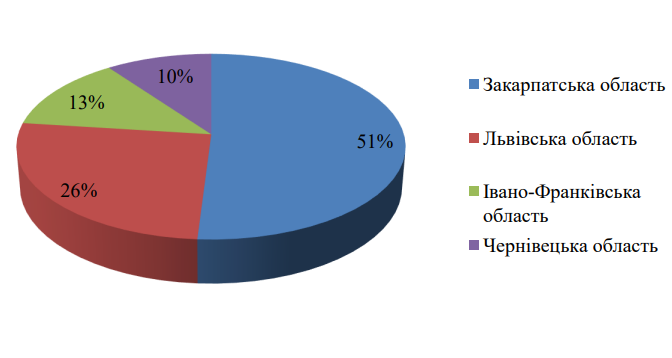 10%
13%
51%
26%
Закарпатська область
Львівська область
Івано-Франківська
область
Чернівецька область